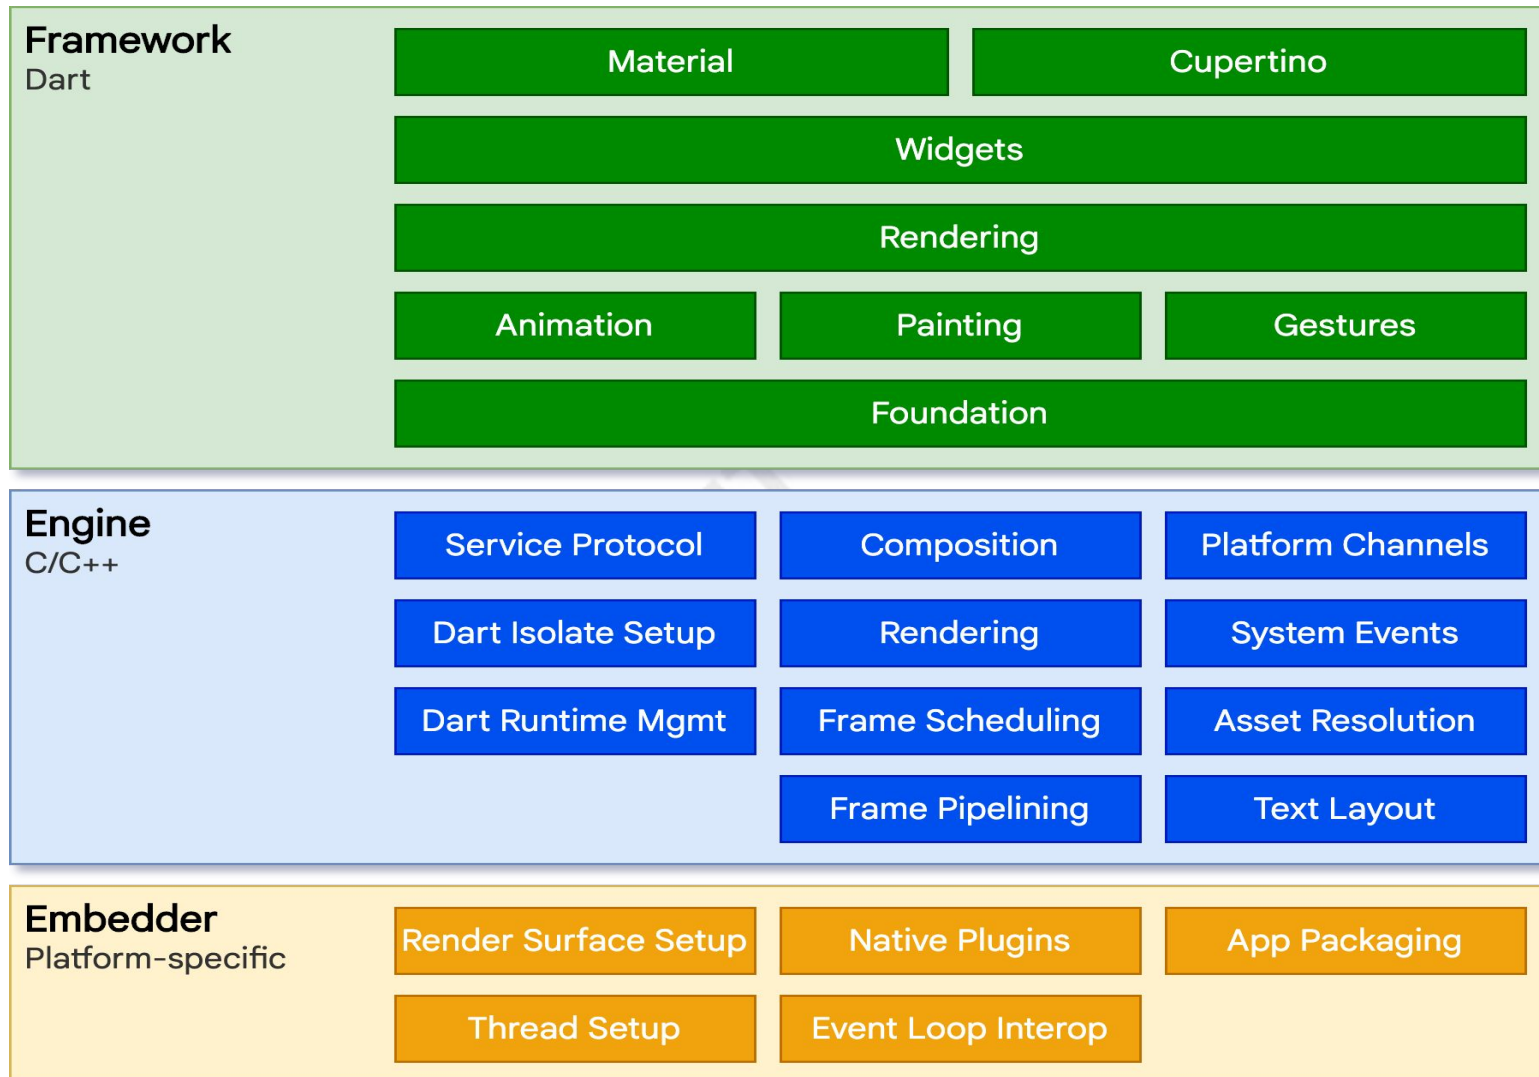 Framework
Dart
Material
Cupertino
Widgets
Rendering
Animation
Painting
Gestures
Foundation
Engine
C/C++
Service Protocol
Composition
Platform Channels
Dart Isolate Setup
Rendering
System Events
Dart Runtime Mgmt
Frame Scheduling
Asset Resolution
Frame Pipelining
Text Layout
Embedder
Platform-specific
Render Surface Setup
Native Plugins
App Packaging
Thread Setup
Event Loop Interop